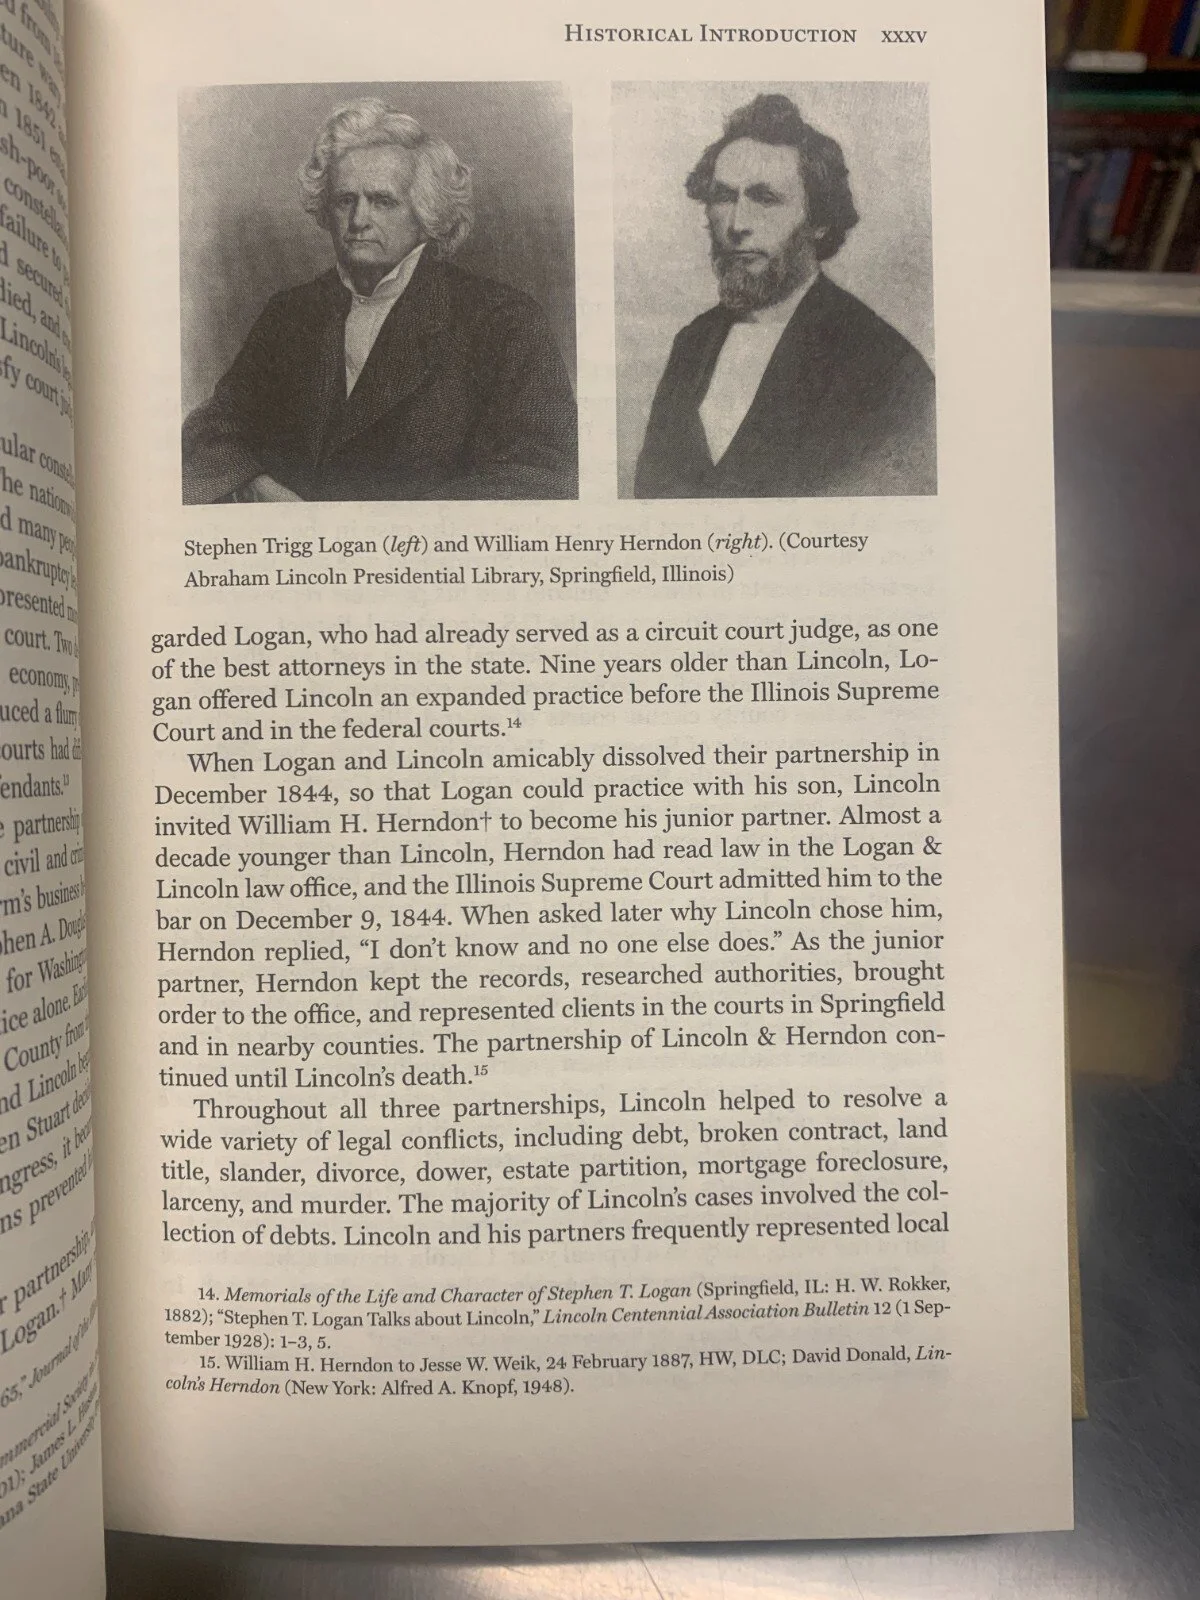 HISTORICAL INTRODUCTION xxxv
Stephen Trigg Logan (left) and William Henry Herndon (right). (Courtesy
Abraham Lincoln Presidential Library, Springfield, Illinois)
garded Logan, who had already served as a circuit court judge, as one
of the best attorneys in the state. Nine years older than Lincoln, Lo-
gan offered Lincoln an expanded practice before the Illinois Supreme
Court and in the federal courts.14
When Logan and Lincoln amicably dissolved their partnership in
December 1844, so that Logan could practice with his son, Lincoln
invited William H. Herndon† to become his junior partner. Almost a
decade younger than Lincoln, Herndon had read law in the Logan &
Lincoln law office, and the Illinois Supreme Court admitted him to the
bar on December 9, 1844. When asked later why Lincoln chose him,
Herndon replied, “I don’t know and no one else does.” As the junior
partner, Herndon kept the records, researched authorities, brought
order to the office, and represented clients in the courts in Springfield
and in nearby counties. The partnership of Lincoln & Herndon con-
tinued until Lincoln’s death.15
Throughout all three partnerships, Lincoln helped to resolve a
wide variety of legal conflicts, including debt, broken contract, land
title, slander, divorce, dower, estate partition, mortgage foreclosure,
larceny, and murder. The majority of Lincoln’s cases involved the col-
lection of debts. Lincoln and his partners frequently represented local
14. Memorials of the Life and Character of Stephen T. Logan (Springfield, IL: H. W. Rokker,
1882); “Stephen T. Logan Talks about Lincoln,” Lincoln Centennial Association Bulletin 12 (1 Sep-
tember 1928): 1–3, 5.
15. William H. Herndon to Jesse W. Weik, 24 February 1887, HW, DLC; David Donald, Lin-
coln’s Herndon (New York: Alfred A. Knopf, 1948).